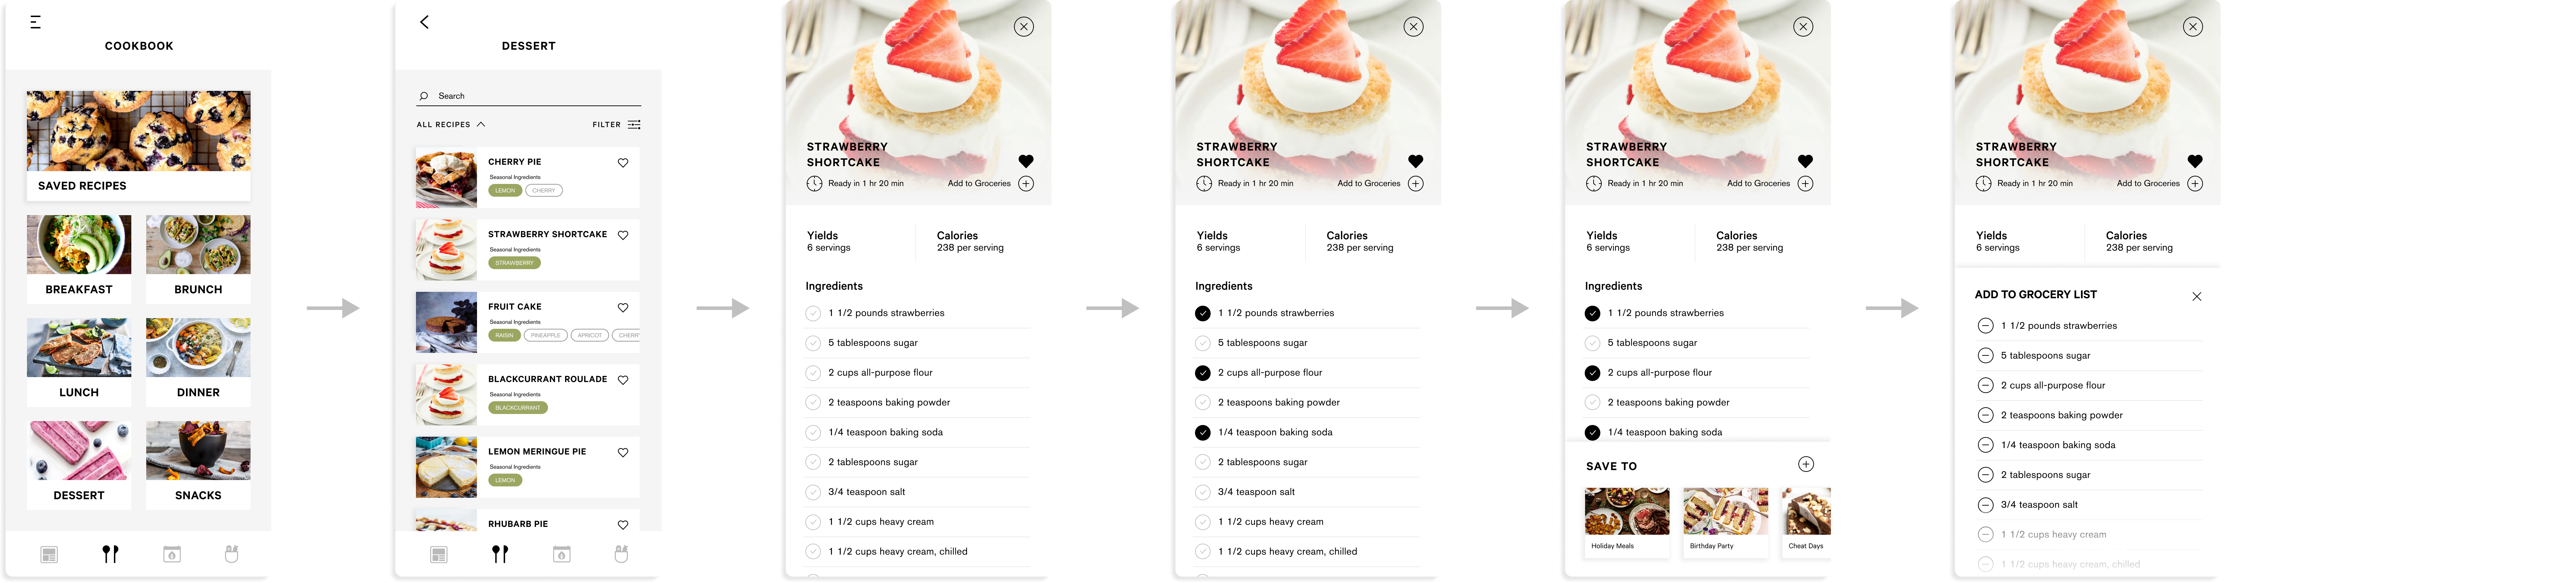 COOKBOOK
SAVED RECIPES
BREAKFAST
BRUNCH
LUNCH
DINNER
DESSERT
SNACKS
DESSERT
Search
ALL RECIPES
FILTER
CHERRY PIE
Seasonal Ingredients
LEMON
CHERRY
STRAWBERRY SHORTCAKE
Seasonal Ingredients
STRAWBERRY
FRUIT CAKE
Seasonal Ingredients
RAISIN
PINEAPPLE
APRICOT
CHERR
BLACKCURRANT ROULADE
Seasonal Ingredients
BLACKCURRANT
LEMON MERINGUE PIE
Seasonal Ingredients
LEMON
RHUBARB PIE
STRAWBERRY
SHORTCAKE
Ready in 1 hr 20 min
Add to Groceries
Yields
6 servings
Calories
238 per serving
Ingredients
1 1/2 pounds strawberries
5 tablespoons sugar
2 cups all-purpose flour
2 teaspoons baking powder
1/4 teaspoon baking soda
2 tablespoons sugar
3/4 teaspoon salt
1 1/2 cups heavy cream
1 1/2 cups heavy cream, chilled
STRAWBERRY
SHORTCAKE
Ready in 1 hr 20 min
Add to Groceries
Yields
6 servings
Calories
238 per serving
Ingredients
1 1/2 pounds strawberries
5 tablespoons sugar
2 cups all-purpose flour
2 teaspoons baking powder
1/4 teaspoon baking soda
2 tablespoons sugar
3/4 teaspoon salt
1 1/2 cups heavy cream
1 1/2 cups heavy cream, chilled
STRAWBERRY
SHORTCAKE
Ready in 1 hr 20 min
Add to Groceries
Yields
6 servings
Calories
238 per serving
Ingredients
1 1/2 pounds strawberries
5 tablespoons sugar
2 cups all-purpose flour
2 teaspoons baking powder
1/4 teaspoon baking soda
SAVE TO
Holiday Meals
Birthday Party
Cheat Days
STRAWBERRY
SHORTCAKE
Ready in 1 hr 20 min
Add to Groceries
Yields
6 servings
Calories
238 per serving
ADD TO GROCERY LIST
1 1/2 pounds strawberries
5 tablespoons sugar
2 cups all-purpose flour
2 teaspoons baking powder
1/4 teaspoon baking soda
2 tablespoons sugar
3/4 teaspoon salt
1 1/2 cups heavy cream
1 1/2 cups heavy cream, chilled